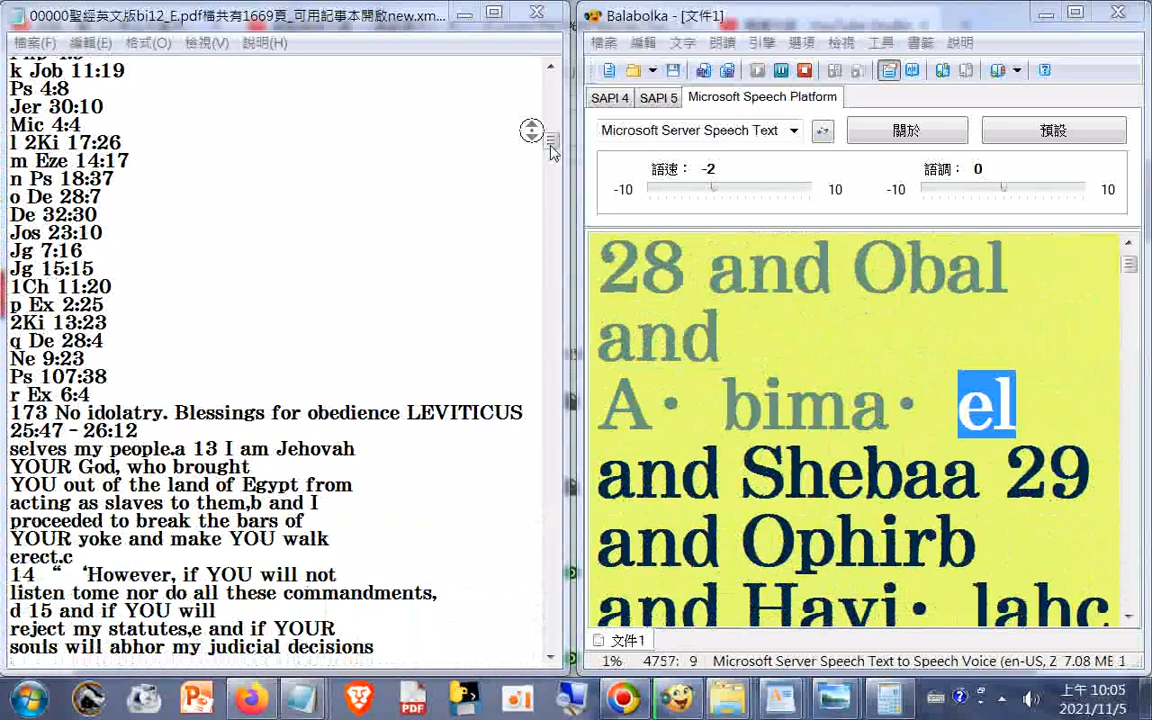 00000聖經英文版bi12_E.pdf檔共有1669頁_可用記事本開啟new.xm...
檔案(F) 編輯(E) 格式(O) 檢視(V) 說明(H)
k Job 11:19
Ps 4:8
Jer 30:10
Mic 4:4
l 2Ki 17:26
m Eze 14:17
n Ps 18:37
o De 28:7
De 32:30
Jos 23:10
Jg 7:16
Jg 15:15
1Ch 11:20
p Ex 2:25
2Ki 13:23
q De 28:4
Ne 9:23
Ps 107:38
r Ex 6:4
173 No idolatry. Blessings for obedience LEVITICUS
25:47 - 26:12
selves my people.a 13 I am Jehovah
YOUR God, who brought
YOU out of the land of Egypt from
acting as slaves to them,b and I
proceeded to break the bars of
YOUR yoke and make YOU walk
erect.c
14 “ ‘However, if YOU will not
listen tome nor do all these commandments,
d 15 and if YOU will
reject my statutes,e and if YOUR
souls will abhor my judicial decisions
Balabolka - [文件1]
檔案 編輯 文字 朗讀 引擎 選項 檢視 工具 書籤 說明
SAPI 4 SAPI 5 Microsoft Speech Platform
Microsoft Server Speech Text 關於 預設
語速： -2 語調： 0
-10 10 -10 10
28 and Obal
and
A• bima• el
and Shebaa 29
and Ophirb
and Havi• lahc
文件1
1% 4757: 9 Microsoft Server Speech Text to Speech Voice (en-US, Z 7.08 MB 1
上午 10:05
2021/11/5